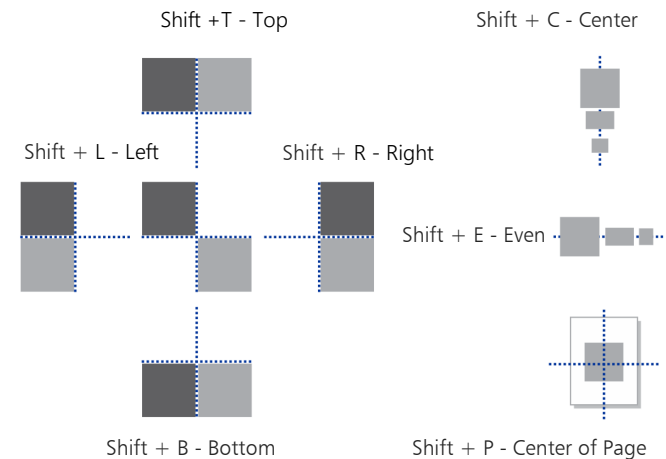 Shift +T - Top
Shift + C - Center
Shift + L - Left
Shift + R - Right
Shift + E - Even
Shift + B - Bottom
Shift + P - Center of Page